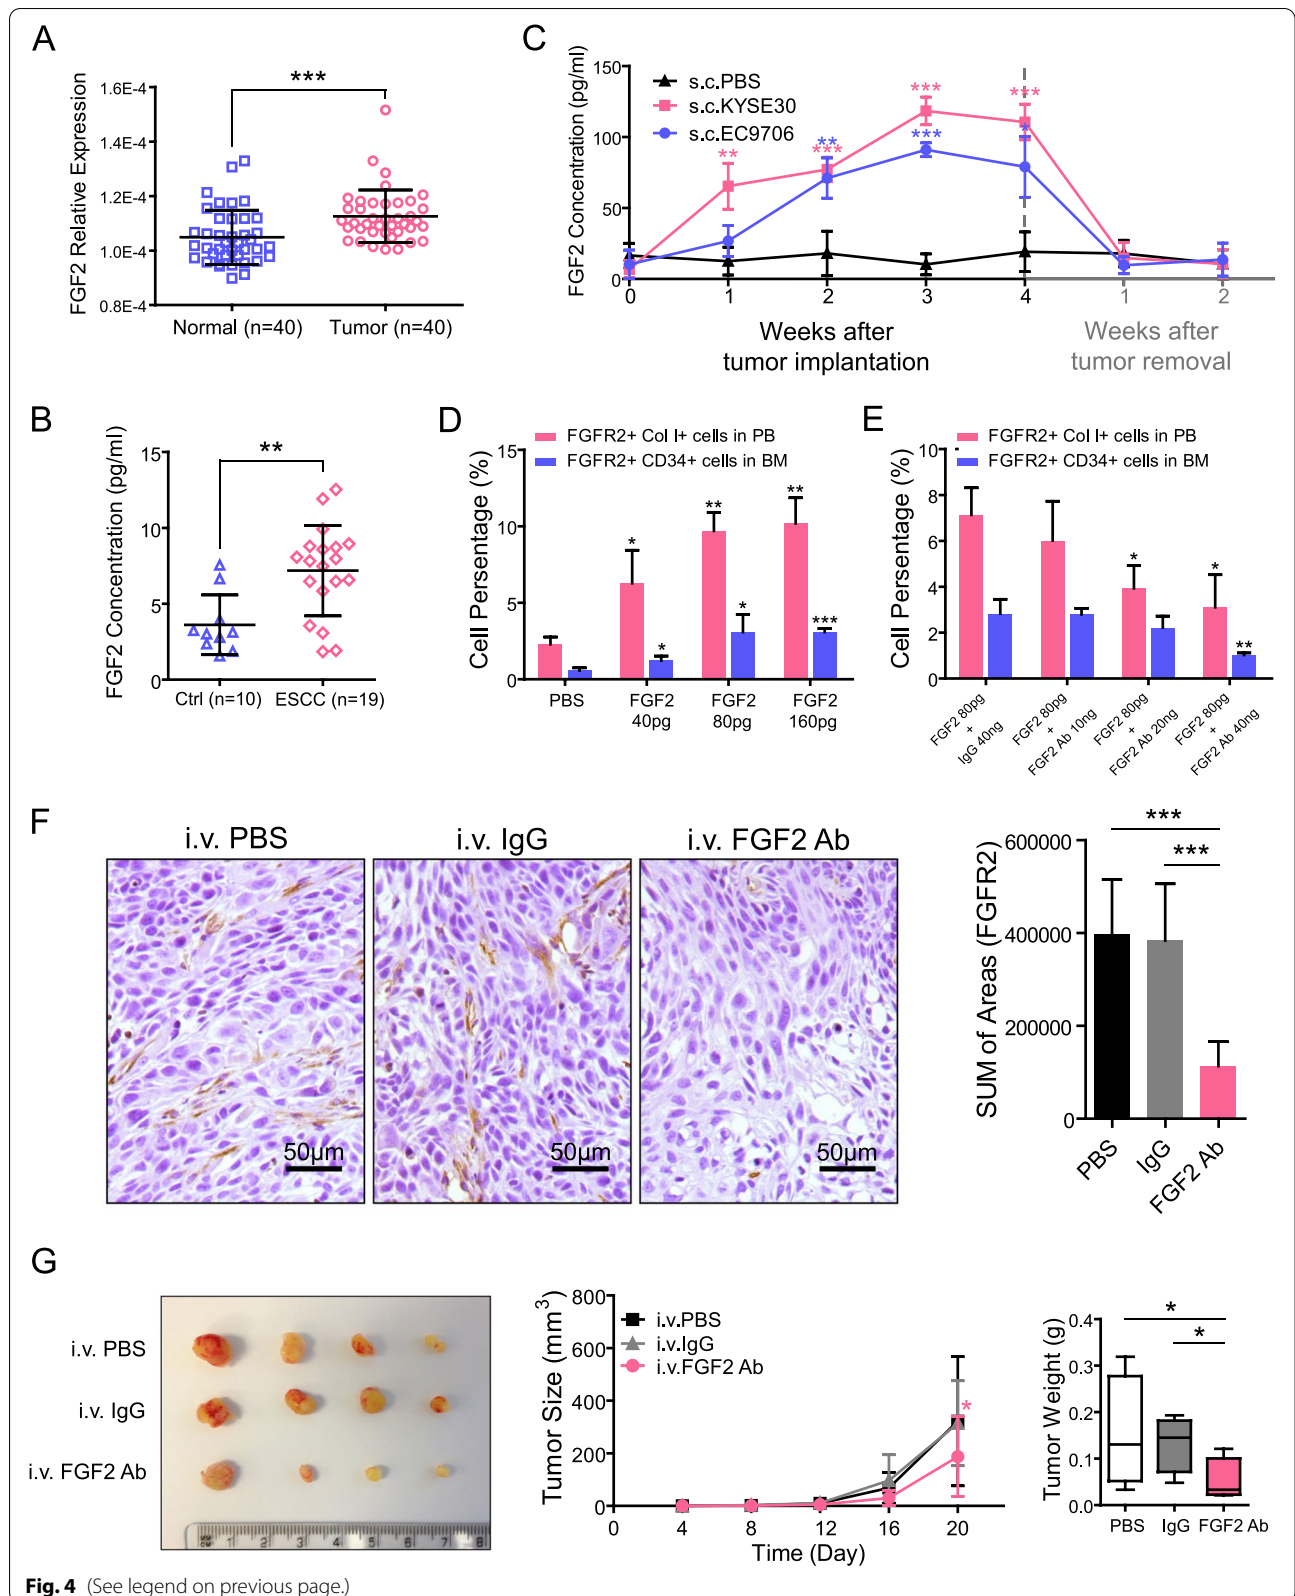 A
FGF2 Relative Expression
1.6E-4
1.4E-4
1.2E-4
1.0E-4
0.8E-4
***
Normal (n=40)
Tumor (n=40)
C
FGF2 Concentration (pg/ml)
150
100
50
0
s.c.PBS
s.c.KYSE30
s.c.EC9706
**
**
***
***
***
***
*
0 1 2 3 4 1 2
Weeks after
tumor implantation
Weeks after
tumor removal
B
FGF2 Concentration (pg/ml)
15
10
5
0
**
Ctrl (n=10)
ESCC (n=19)
D
Cell Persentage (%)
15
10
5
0
FGFR2+ Col I+ cells in PB
FGFR2+ CD34+ cells in BM
*
*
**
*
**
***
PBS
FGF2
40pg
FGF2
80pg
FGF2
160pg
E
Cell Persentage (%)
10
8
6
4
2
0
FGFR2+ Col I+ cells in PB
FGFR2+ CD34+ cells in BM
*
*
**
FGF2 80pg
+
IgG 40ng
FGF2 80pg
+
FGF2 Ab 10ng
FGF2 80pg
+
FGF2 Ab 20ng
FGF2 80pg
+
FGF2 Ab 40ng
F
i.v. PBS
i.v. IgG
i.v. FGF2 Ab
50μm
50μm
50μm
SUM of Areas (FGFR2)
600000
400000
200000
0
***
***
PBS
IgG
FGF2 Ab
G
i.v. PBS
i.v. IgG
i.v. FGF2 Ab
1 2 3 4 5 6 7 8
Tumor Size (mm³)
800
600
400
200
0
i.v.PBS
i.v.IgG
i.v.FGF2 Ab
*
0 4 8 12 16 20
Time (Day)
Tumor Weight (g)
0.4
0.3
0.2
0.1
0.0
*
*
PBS
IgG
FGF2 Ab
Fig. 4 (See legend on previous page.)